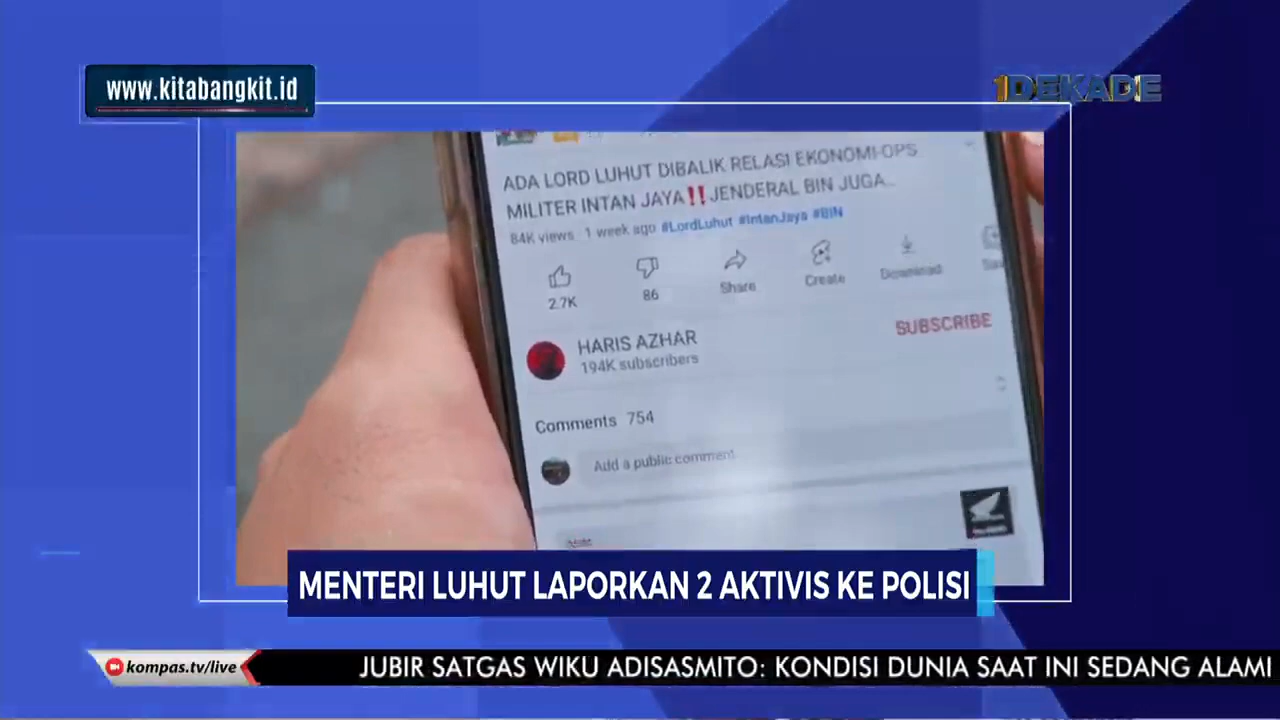 www.kitabangkit.id
1DEKADE
ADA LORD LUHUT DIBALIK RELASI EKONOMI-OPS
MILITER INTAN JAYA‼️JENDERAL BIN JUGA..
84K views 1 week ago #LordLuhut #IntanJaya #BIN
2.7K
86
Share
Create
Download
HARIS AZHAR
194K subscribers
SUBSCRIBE
Comments 754
Add a public comment
MENTERI LUHUT LAPORKAN 2 AKTIVIS KE POLISI
kompas.tv/live
JUBIR SATGAS WIKU ADISASMITO: KONDISI DUNIA SAAT INI SEDANG ALAMI